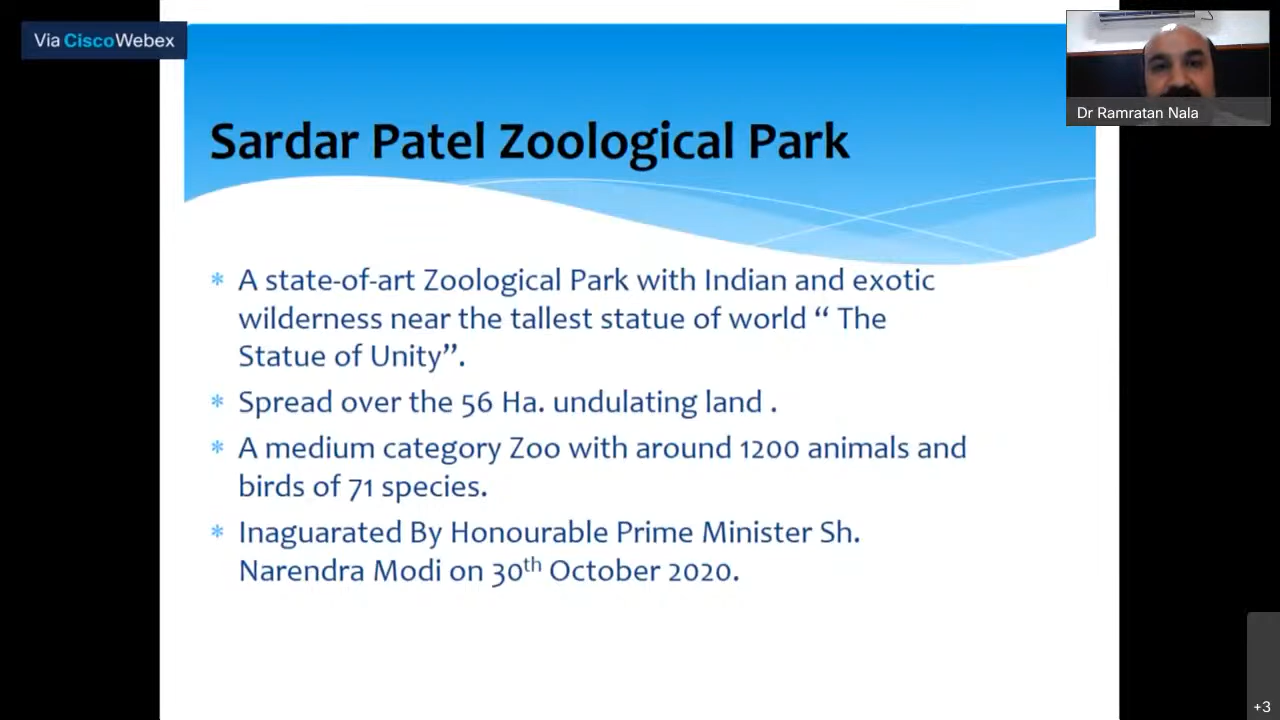 Via CiscoWebex
Dr Ramratan Nala
Sardar Patel Zoological Park
* A state-of-art Zoological Park with Indian and exotic
wilderness near the tallest statue of world “ The
Statue of Unity”.
* Spread over the 56 Ha. undulating land .
* A medium category Zoo with around 1200 animals and
birds of 71 species.
* Inaguarated By Honourable Prime Minister Sh.
Narendra Modi on 30th October 2020.
+3